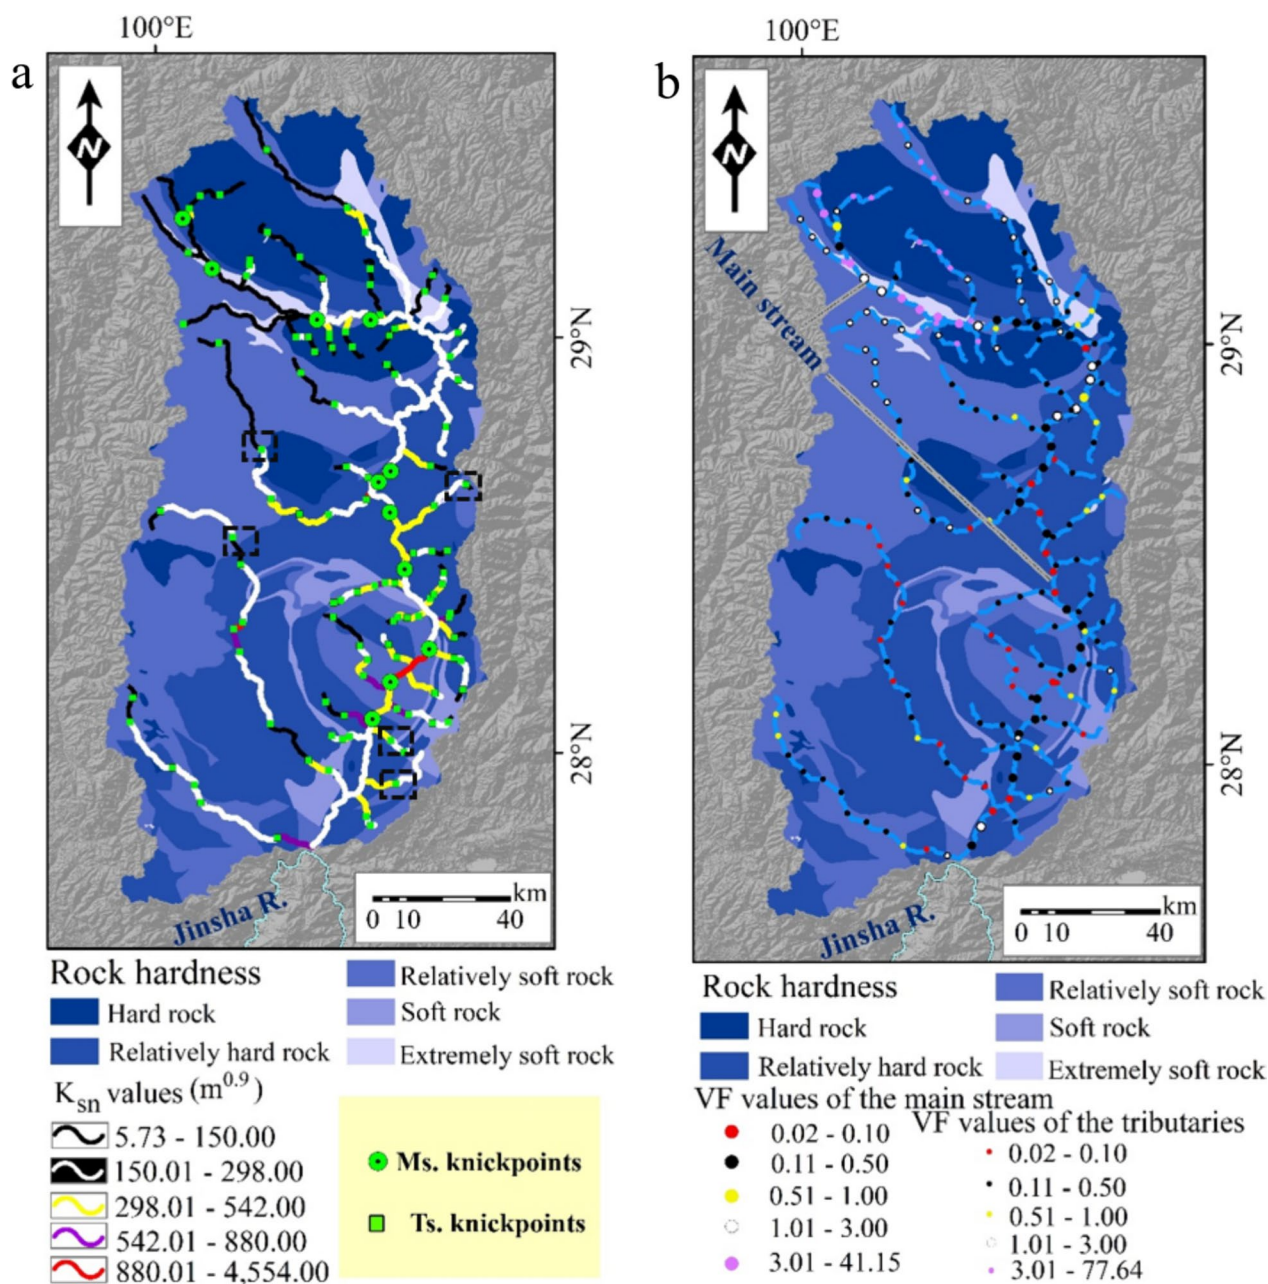 100°E
a
N
29°N
28°N
km
0 10 40
Jinsha R.
Rock hardness
Hard rock
Relatively hard rock
Relatively soft rock
Soft rock
Extremely soft rock
Ksn values (m0.9)
5.73 - 150.00
150.01 - 298.00
298.01 - 542.00
542.01 - 880.00
880.01 - 4,554.00
Ms. knickpoints
Ts. knickpoints
100°E
b
N
Main stream
29°N
28°N
km
0 10 40
Jinsha R.
Rock hardness
Hard rock
Relatively hard rock
Relatively soft rock
Soft rock
Extremely soft rock
VF values of the main stream
0.02 - 0.10
0.11 - 0.50
0.51 - 1.00
1.01 - 3.00
3.01 - 41.15
VF values of the tributaries
0.02 - 0.10
0.11 - 0.50
0.51 - 1.00
1.01 - 3.00
3.01 - 77.64